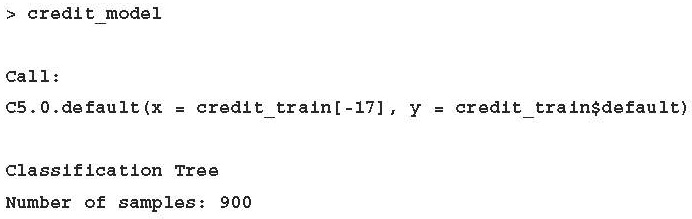 > credit_model
Call:
C5.0.default(x = credit_train[-17], y = credit_train$default)
Classification Tree
Number of samples: 900